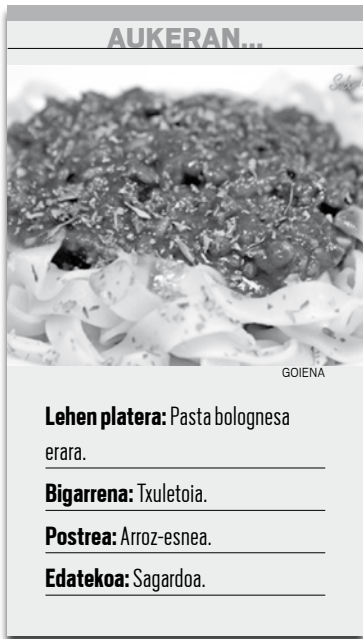 AUKERAN...
GOIENA
Lehen platera: Pasta bolognesa
erara.
Bigarrena: Txuletoia.
Postrea: Arroz-esnea.
Edatekoa: Sagardoa.